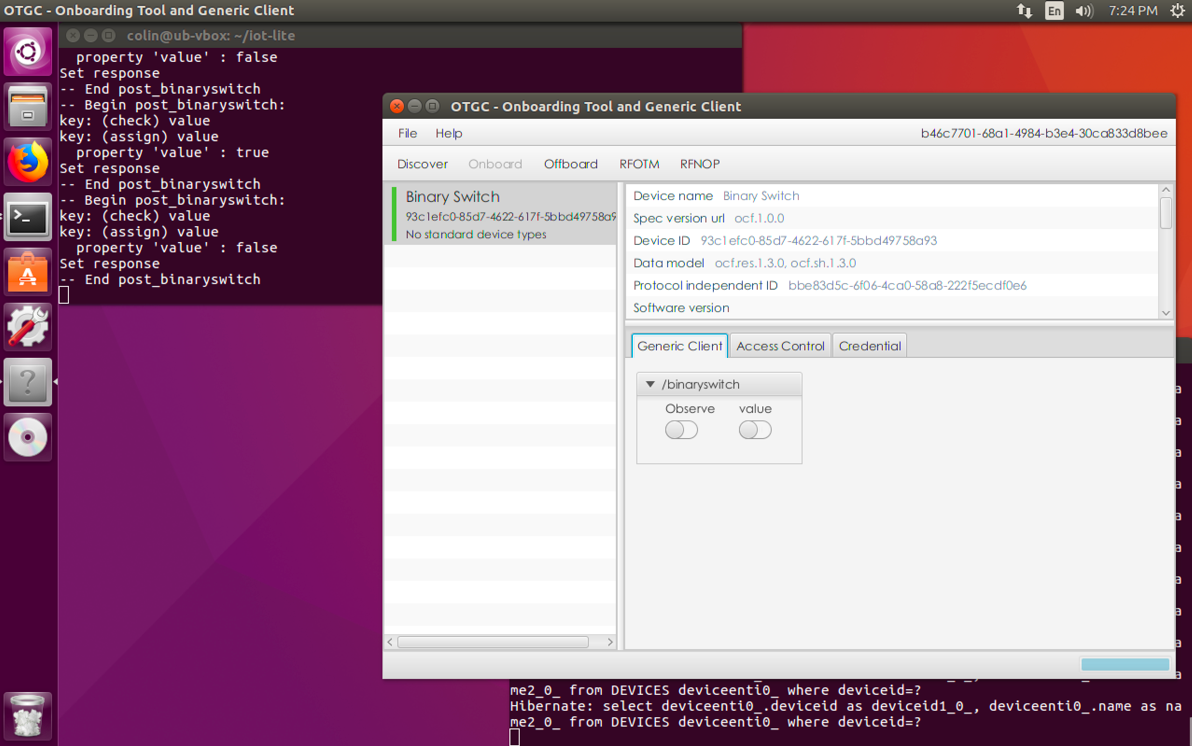 OTGC - Onboarding Tool and Generic Client
En
7:24 PM
colin@ub-vbox: ~/iot-lite
  property 'value' : false
Set response
-- End post_binaryswitch
-- Begin post_binaryswitch:
key: (check) value
key: (assign) value
  property 'value' : true
Set response
-- End post_binaryswitch
-- Begin post_binaryswitch:
key: (check) value
key: (assign) value
  property 'value' : false
Set response
-- End post_binaryswitch
OTGC - Onboarding Tool and Generic Client
File Help
b46c7701-68a1-4984-b3e4-30ca833d8bee
Discover Onboard Offboard RFOTM RFNOP
Binary Switch
93c1efc0-85d7-4622-617f-5bbd49758a9
No standard device types
Device name Binary Switch
Spec version url ocf.1.0.0
Device ID 93c1efc0-85d7-4622-617f-5bbd49758a93
Data model ocf.res.1.3.0, ocf.sh.1.3.0
Protocol independent ID bbe83d5c-6f06-4ca0-58a8-222f5ecdf0e6
Software version
Generic Client Access Control Credential
/binaryswitch
Observe value
a
a
a
a
a
a
a
a
a
a
me2_0_ from DEVICES deviceenti0_ where deviceid=?
Hibernate: select deviceenti0_.deviceid as deviceid1_0_, deviceenti0_.name as na
me2_0_ from DEVICES deviceenti0_ where deviceid=?